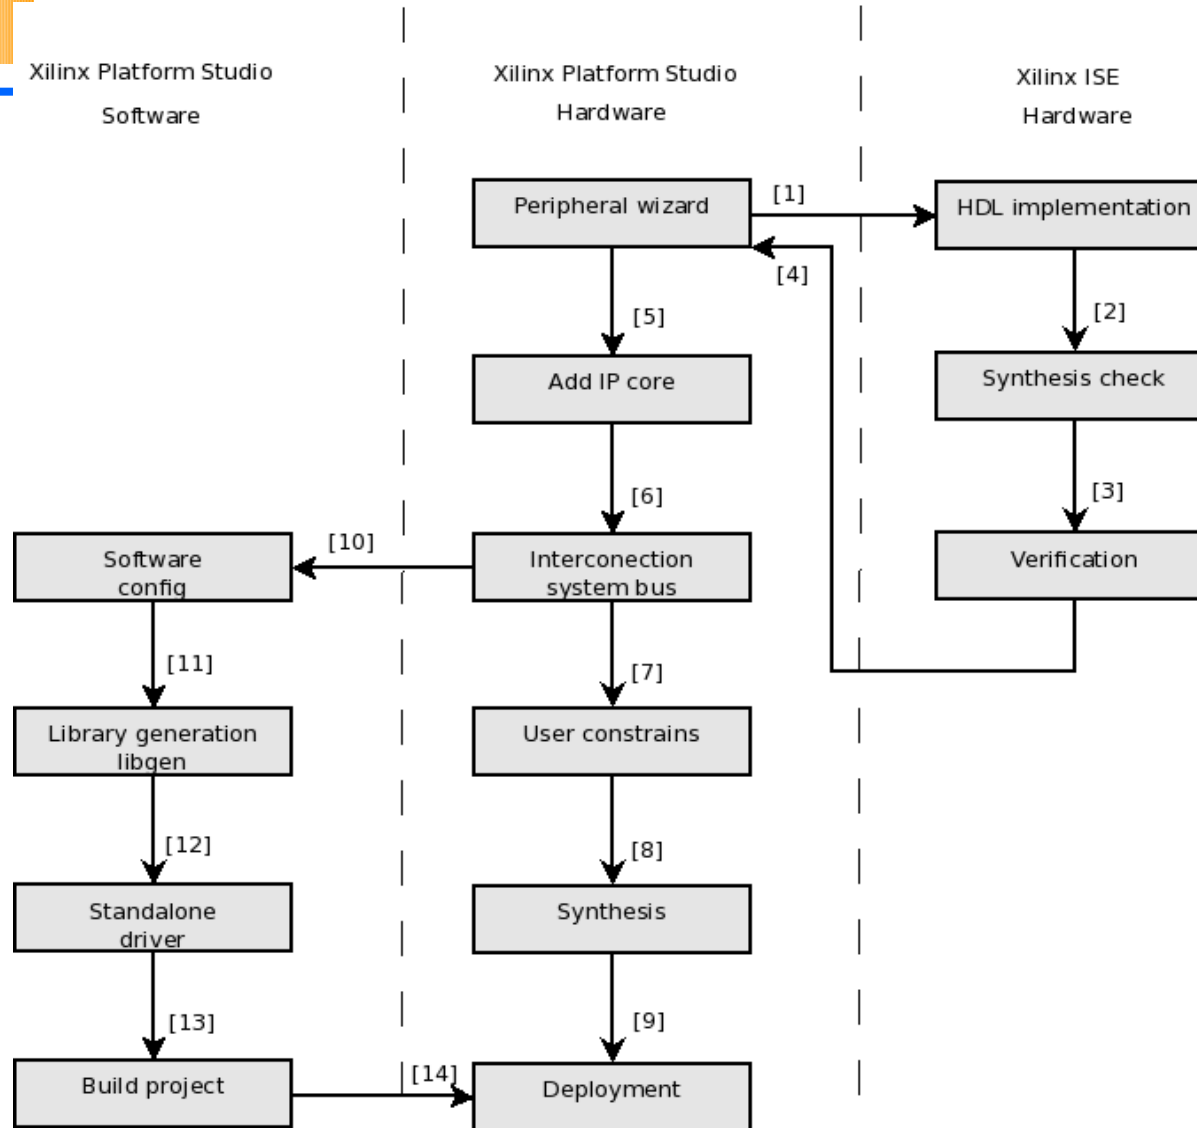 Xilinx Platform Studio
Software
Xilinx Platform Studio
Hardware
Xilinx ISE
Hardware
Peripheral wizard
[1]
HDL implementation
[4]
[5]
[2]
Add IP core
Synthesis check
[6]
[3]
Software
config
[10]
Interconection
system bus
Verification
[11]
[7]
Library generation
libgen
User constrains
[12]
[8]
Standalone
driver
Synthesis
[13]
[9]
Build project
[14]
Deployment